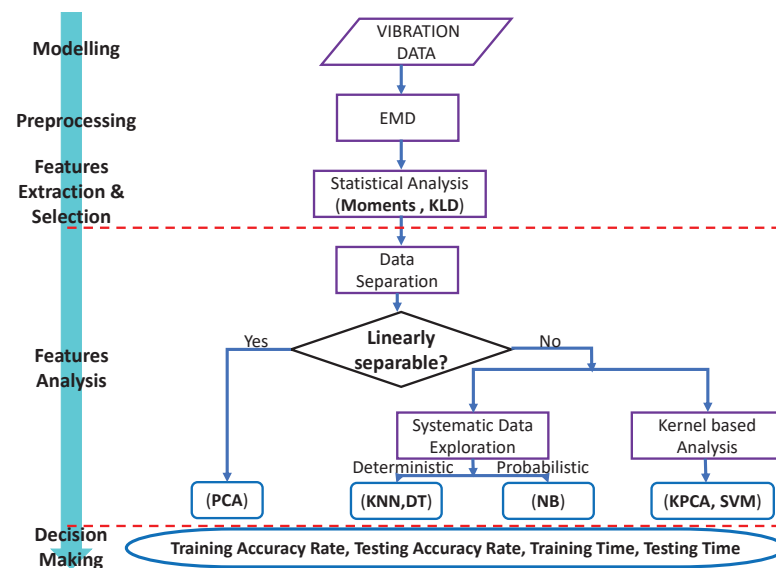 Modelling
VIBRATION
DATA
Preprocessing
EMD
Features
Extraction &
Selection
Statistical Analysis
(Moments , KLD)
Data
Separation
Features
Analysis
Yes
Linearly
separable?
No
Systematic Data
Exploration
Kernel based
Analysis
Deterministic
Probabilistic
(PCA)
(KNN,DT)
(NB)
(KPCA, SVM)
Decision
Making
Training Accuracy Rate, Testing Accuracy Rate, Training Time, Testing Time